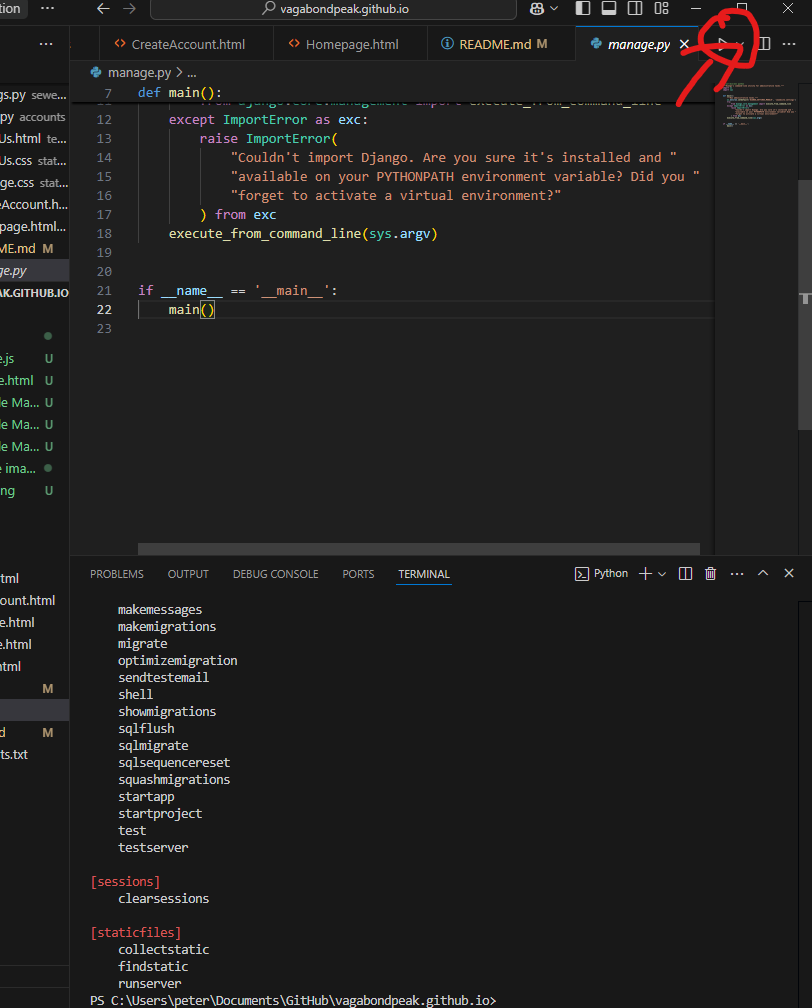 tion ··· vagabondpeak.github.io
CreateAccount.html Homepage.html README.md M manage.py
manage.py > ...
7 def main():
12 except ImportError as exc:
13 raise ImportError(
14 "Couldn't import Django. Are you sure it's installed and "
15 "available on your PYTHONPATH environment variable? Did you "
16 "forget to activate a virtual environment?"
17 ) from exc
18 execute_from_command_line(sys.argv)
19
20
21 if __name__ == '__main__':
22 main()
23
gs.py sewe...
py accounts
Us.html te...
Us.css stat...
ge.css stat...
eAccount.h...
page.html...
ME.md M
ge.py
AK.GITHUB.IO
e.js U
e.html U
le Ma... U
le Ma... U
le Ma... U
e ima...
ng U
tml
ount.html
e.html
e.html
html
M
d M
ts.txt
PROBLEMS OUTPUT DEBUG CONSOLE PORTS TERMINAL Python
makemessages
makemigrations
migrate
optimizemigration
sendtestemail
shell
showmigrations
sqlflush
sqlmigrate
sqlsequencereset
squashmigrations
startapp
startproject
test
testserver
[sessions]
clearsessions
[staticfiles]
collectstatic
findstatic
runserver
PS C:\Users\peter\Documents\GitHub\vagabondpeak.github.io>